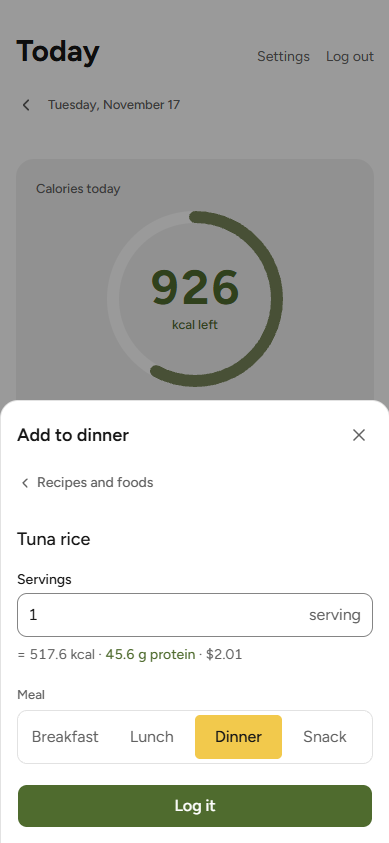 Today
Settings Log out
Tuesday, November 17
Calories today
926
kcal left
Add to dinner
Recipes and foods
Tuna rice
Servings
1 serving
= 517.6 kcal · 45.6 g protein · $2.01
Meal
Breakfast Lunch Dinner Snack
Log it